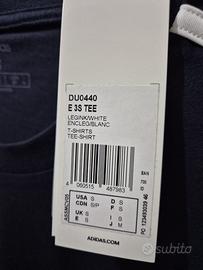 DU0440
E 3S TEE
LEGINK/WHITE
ENCLEG/BLANC
T-SHIRTS
TEE-SHIRT
4 060515 487983
USA S
D S
CDN S/P
F S
UK S
I S
E S
J M
ADIDAS.COM
subito